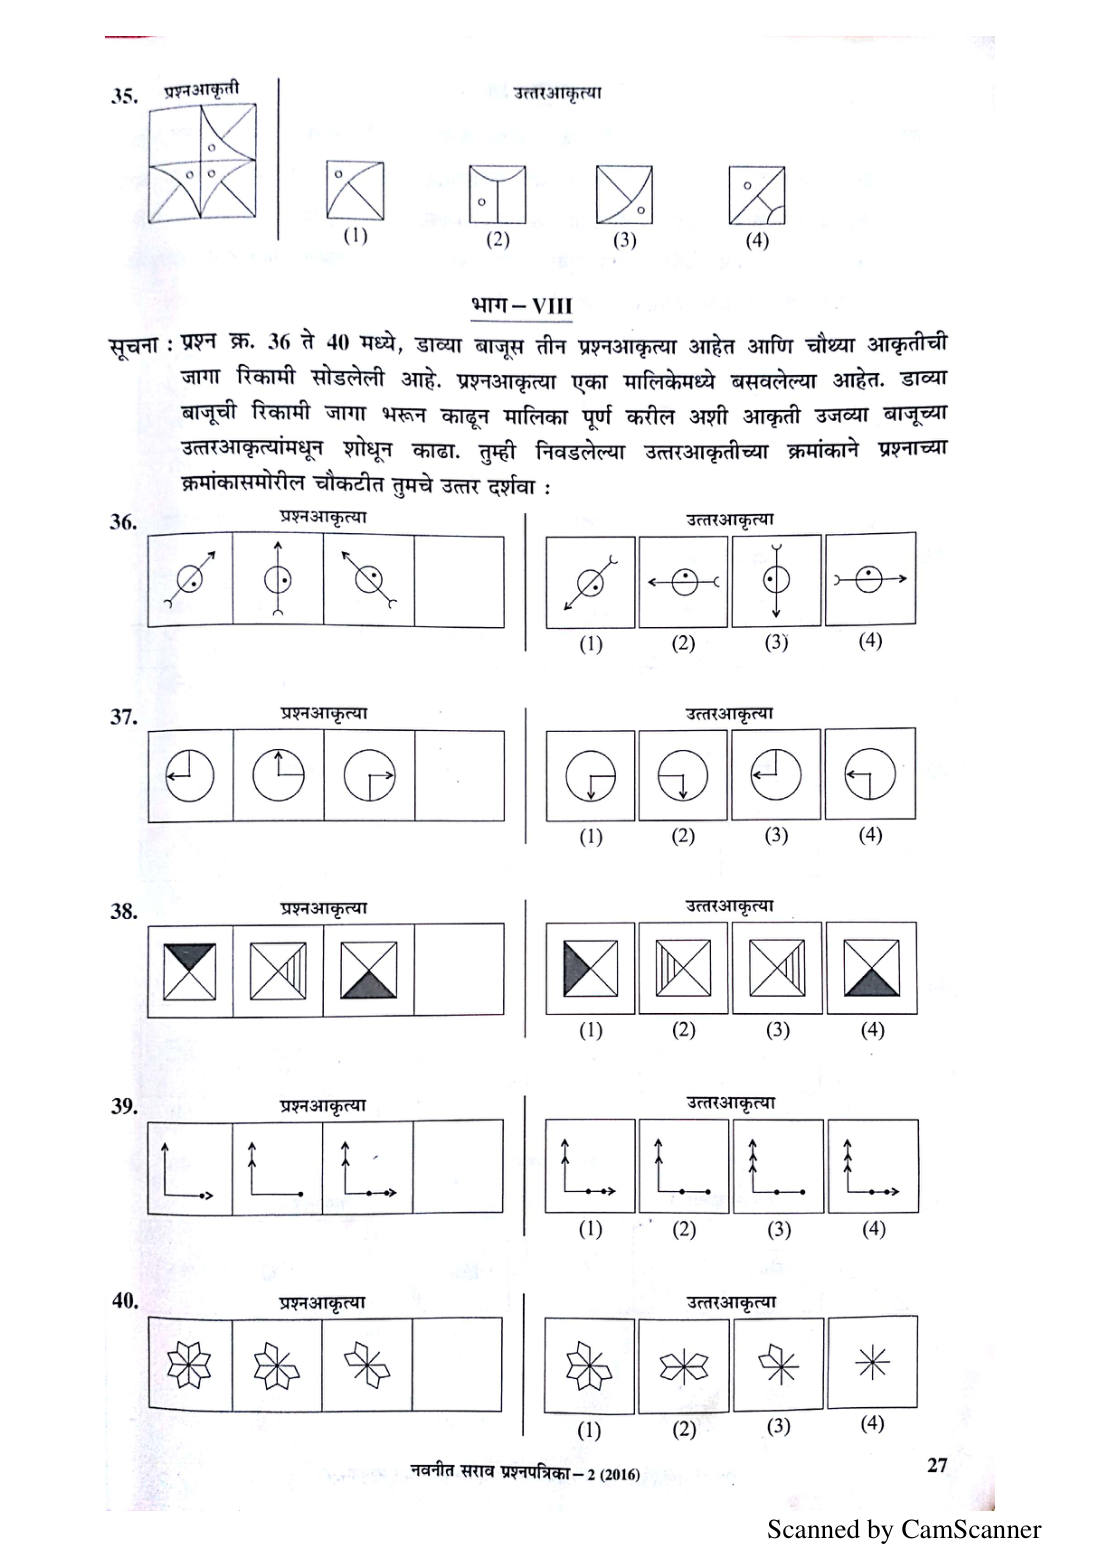 35. प्रश्नआकृती उत्तरआकृत्या
(1) (2) (3) (4)
भाग – VIII
सूचना : प्रश्न क्र. 36 ते 40 मध्ये, डाव्या बाजूस तीन प्रश्नआकृत्या आहेत आणि चौथ्या आकृतीची
जागा रिकामी सोडलेली आहे. प्रश्नआकृत्या एका मालिकेमध्ये बसवलेल्या आहेत. डाव्या
बाजूची रिकामी जागा भरून काढून मालिका पूर्ण करील अशी आकृती उजव्या बाजूच्या
उत्तरआकृत्यांमधून शोधून काढा. तुम्ही निवडलेल्या उत्तरआकृतीच्या क्रमांकाने प्रश्नाच्या
क्रमांकासमोरील चौकटीत तुमचे उत्तर दर्शवा :
36. प्रश्नआकृत्या उत्तरआकृत्या
(1) (2) (3) (4)
37. प्रश्नआकृत्या उत्तरआकृत्या
(1) (2) (3) (4)
38. प्रश्नआकृत्या उत्तरआकृत्या
(1) (2) (3) (4)
39. प्रश्नआकृत्या उत्तरआकृत्या
(1) (2) (3) (4)
40. प्रश्नआकृत्या उत्तरआकृत्या
(1) (2) (3) (4)
नवनीत सराव प्रश्नपत्रिका – 2 (2016) 27
Scanned by CamScanner